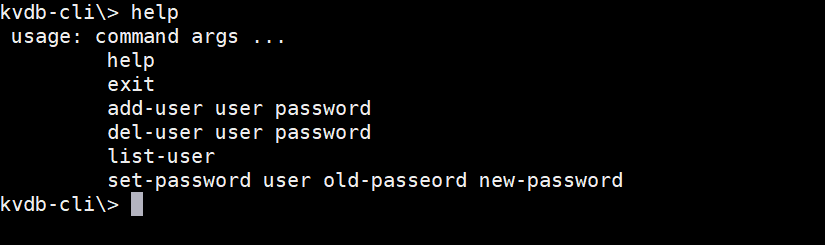 kvdb-cli\> help
usage: command args ...
help
exit
add-user user password
del-user user password
list-user
set-password user old-passeord new-password
kvdb-cli\>